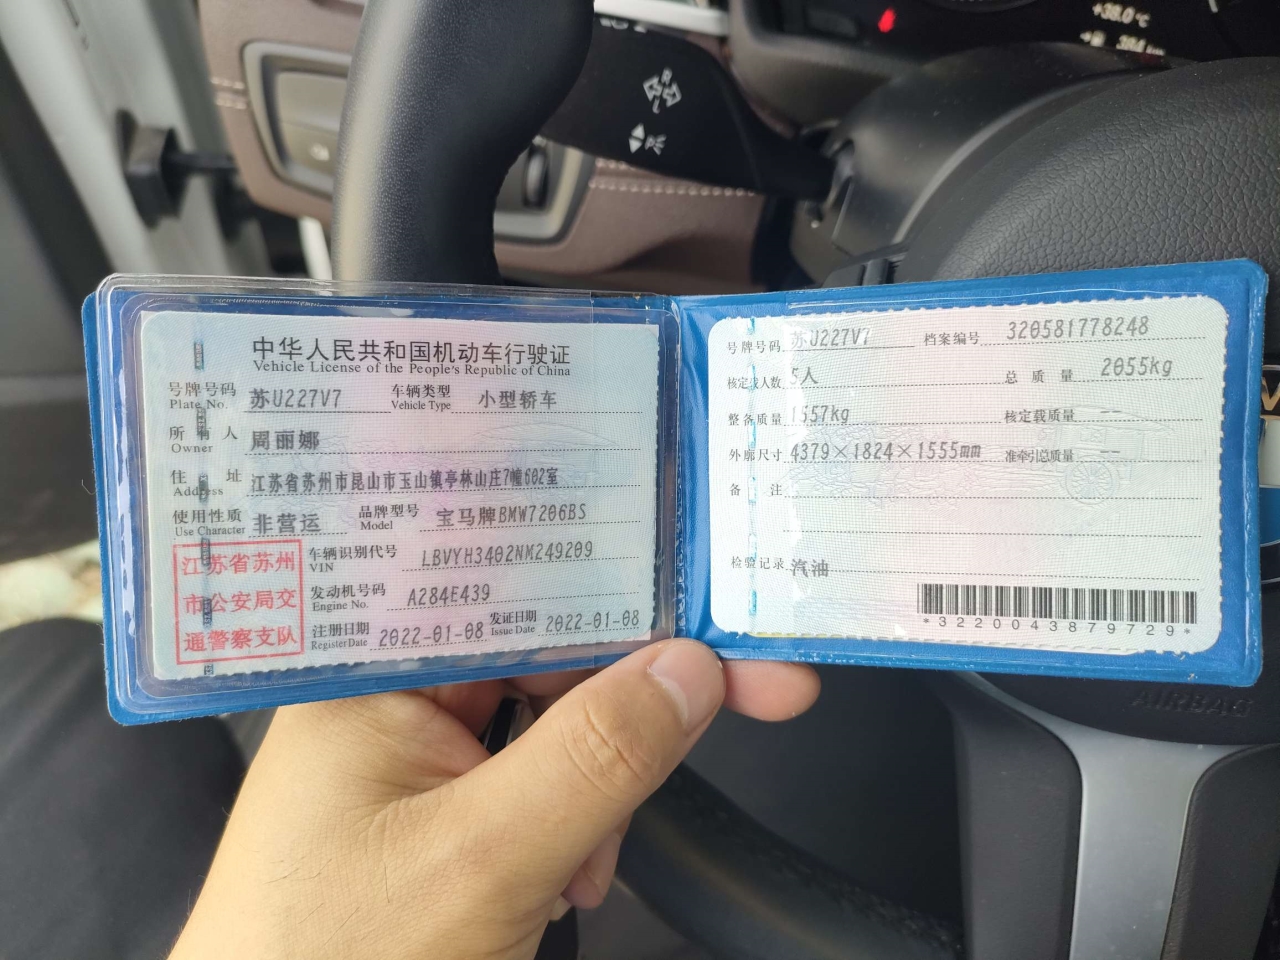 +38.0℃
384 km
R
L
中华人民共和国机动车行驶证
Vehicle License of the People's Republic of China
号牌号码 苏U227V7 车辆类型 小型轿车
Plate No. Vehicle Type
所有人 周丽娜
Owner
住址 江苏省苏州市昆山市玉山镇亭林山庄7幢602室
Address
使用性质 非营运 品牌型号 宝马牌BMW7206BS
Use Character Model
江苏省苏州
市公安局交
通警察支队
车辆识别代号 LBVYH3402NM249209
VIN
发动机号码 A284E439
Engine No.
注册日期 2022-01-08 发证日期 2022-01-08
Register Date Issue Date
号牌号码 苏U227V7 档案编号 320581778248
核定载人数 5人 总质量 2055kg
整备质量 1557kg 核定载质量 --
外廓尺寸 4379×1824×1555mm 准牵引总质量 --
备注
检验记录 汽油
*3220043879729*
AIRBAG